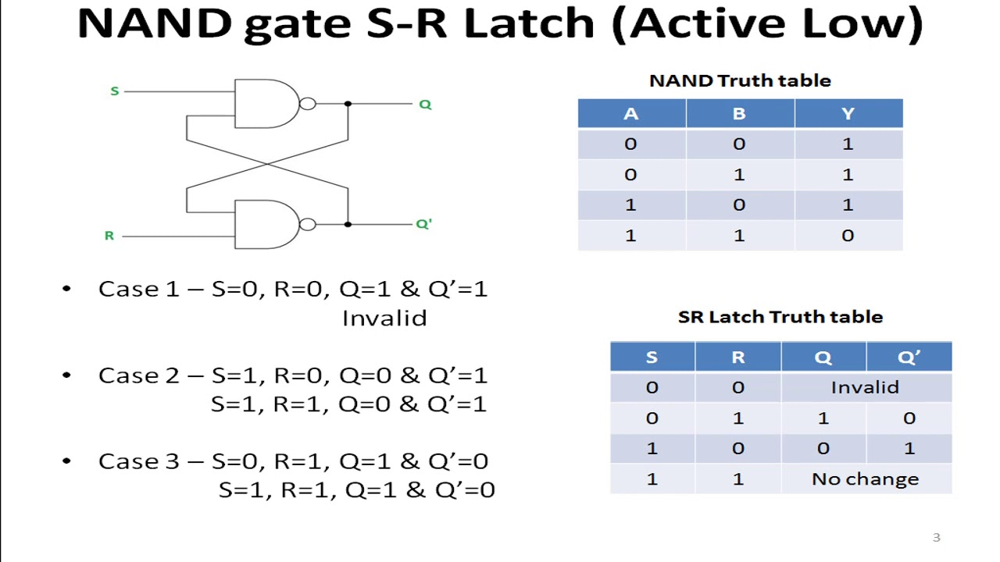 NAND gate S-R Latch (Active Low)
S
Q
R
Q'
NAND Truth table
A B Y
0 0 1
0 1 1
1 0 1
1 1 0
• Case 1 – S=0, R=0, Q=1 & Q’=1
Invalid
• Case 2 – S=1, R=0, Q=0 & Q’=1
S=1, R=1, Q=0 & Q’=1
• Case 3 – S=0, R=1, Q=1 & Q’=0
S=1, R=1, Q=1 & Q’=0
SR Latch Truth table
S R Q Q’
0 0 Invalid
0 1 1 0
1 0 0 1
1 1 No change
3